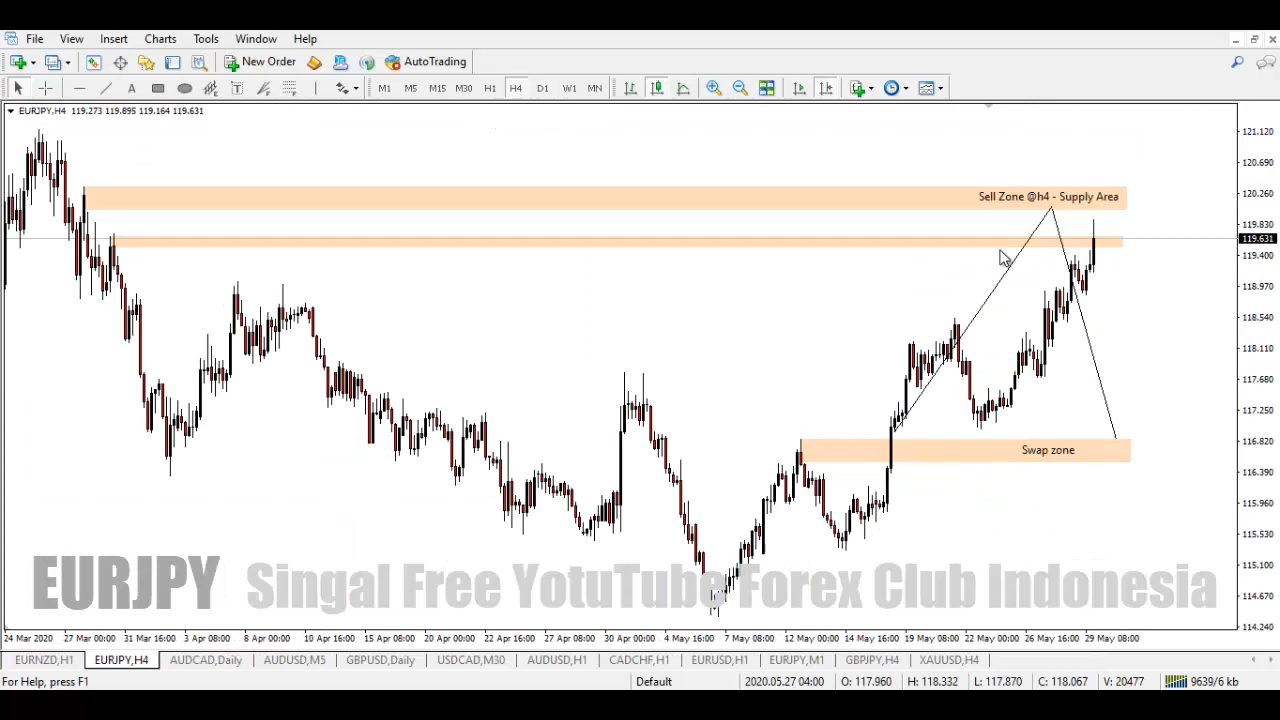 File View Insert Charts Tools Window Help
New Order AutoTrading
A T M1 M5 M15 M30 H1 H4 D1 W1 MN
EURJPY,H4 119.273 119.895 119.164 119.631
121.120
120.690
Sell Zone @h4 - Supply Area
120.260
119.830
119.631
119.400
118.970
118.540
118.110
117.680
117.250
116.820
Swap zone
116.390
115.960
115.530
115.100
114.670
114.240
EURJPY Singal Free YotuTube Forex Club Indonesia
24 Mar 2020 27 Mar 00:00 31 Mar 16:00 3 Apr 08:00 8 Apr 00:00 10 Apr 16:00 15 Apr 08:00 20 Apr 00:00 22 Apr 16:00 27 Apr 08:00 30 Apr 00:00 4 May 16:00 7 May 08:00 12 May 00:00 14 May 16:00 19 May 08:00 22 May 00:00 26 May 16:00 29 May 08:00
EURNZD,H1 EURJPY,H4 AUDCAD,Daily AUDUSD,M5 GBPUSD,Daily USDCAD,M30 AUDUSD,H1 CADCHF,H1 EURUSD,H1 EURJPY,M1 GBPJPY,H4 XAUUSD,H4
For Help, press F1 Default 2020.05.27 04:00 O: 117.960 H: 118.332 L: 117.870 C: 118.067 V: 20477 9639/6 kb